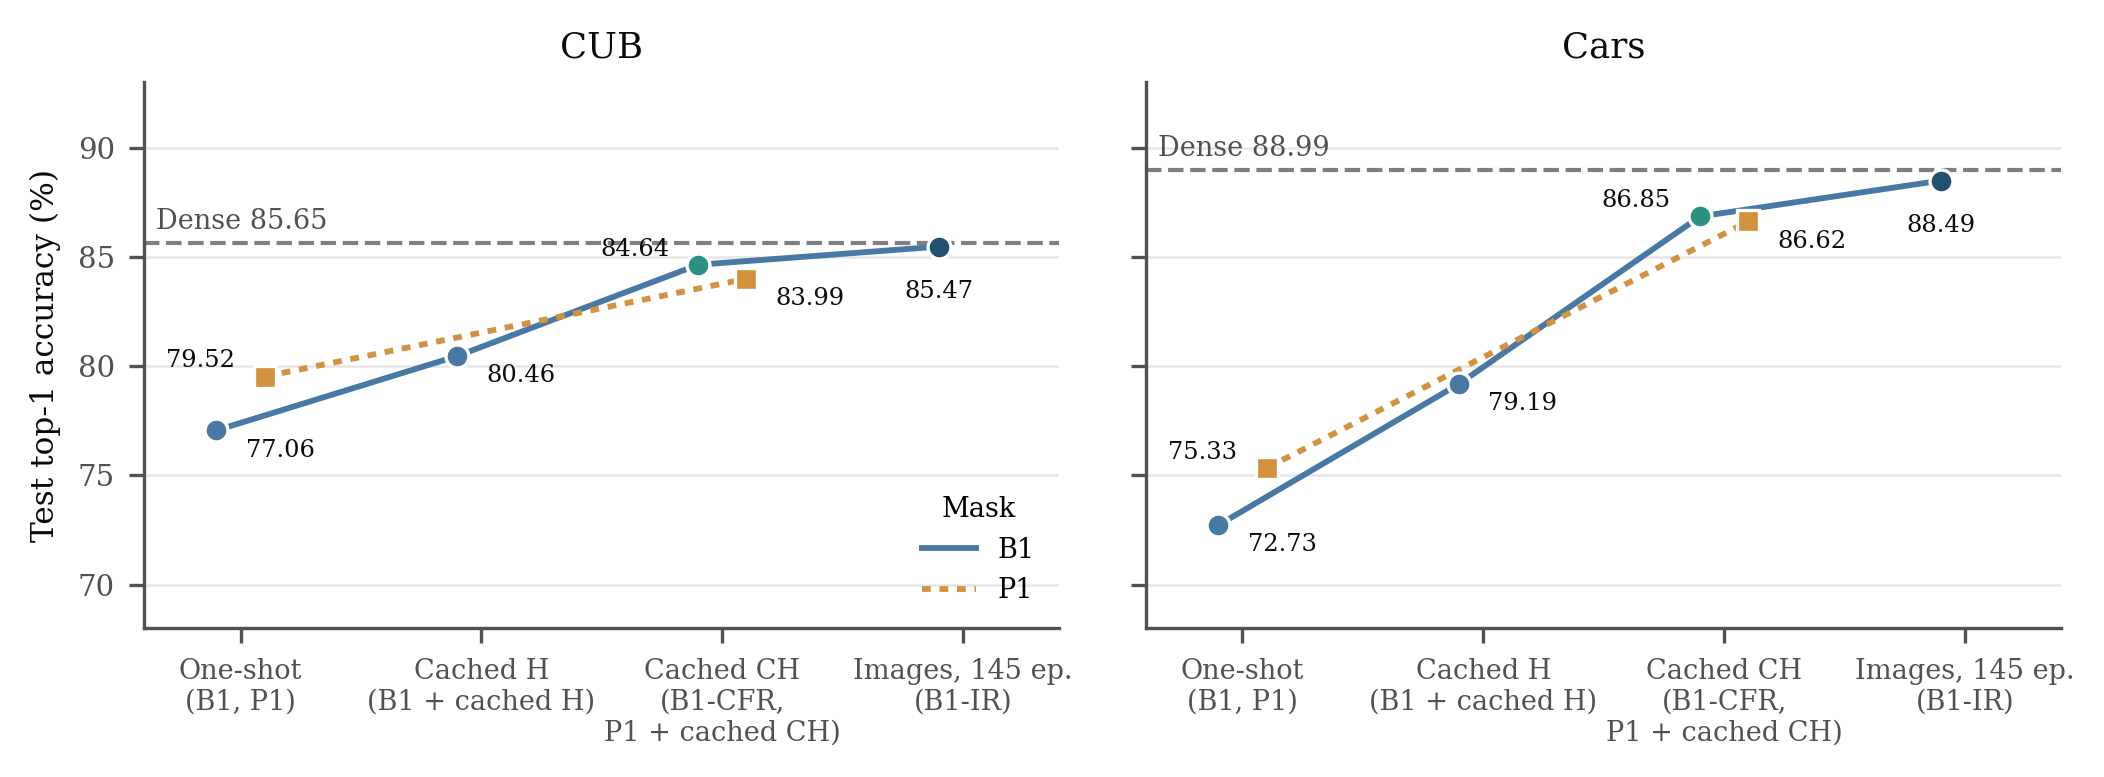 CUB
Test top-1 accuracy (%)
90
85
80
75
70
Dense 85.65
79.52
77.06
80.46
84.64
83.99
85.47
Mask
B1
P1
One-shot
(B1, P1)
Cached H
(B1 + cached H)
Cached CH
(B1-CFR,
P1 + cached CH)
Images, 145 ep.
(B1-IR)
Cars
Dense 88.99
75.33
72.73
79.19
86.85
86.62
88.49
One-shot
(B1, P1)
Cached H
(B1 + cached H)
Cached CH
(B1-CFR,
P1 + cached CH)
Images, 145 ep.
(B1-IR)